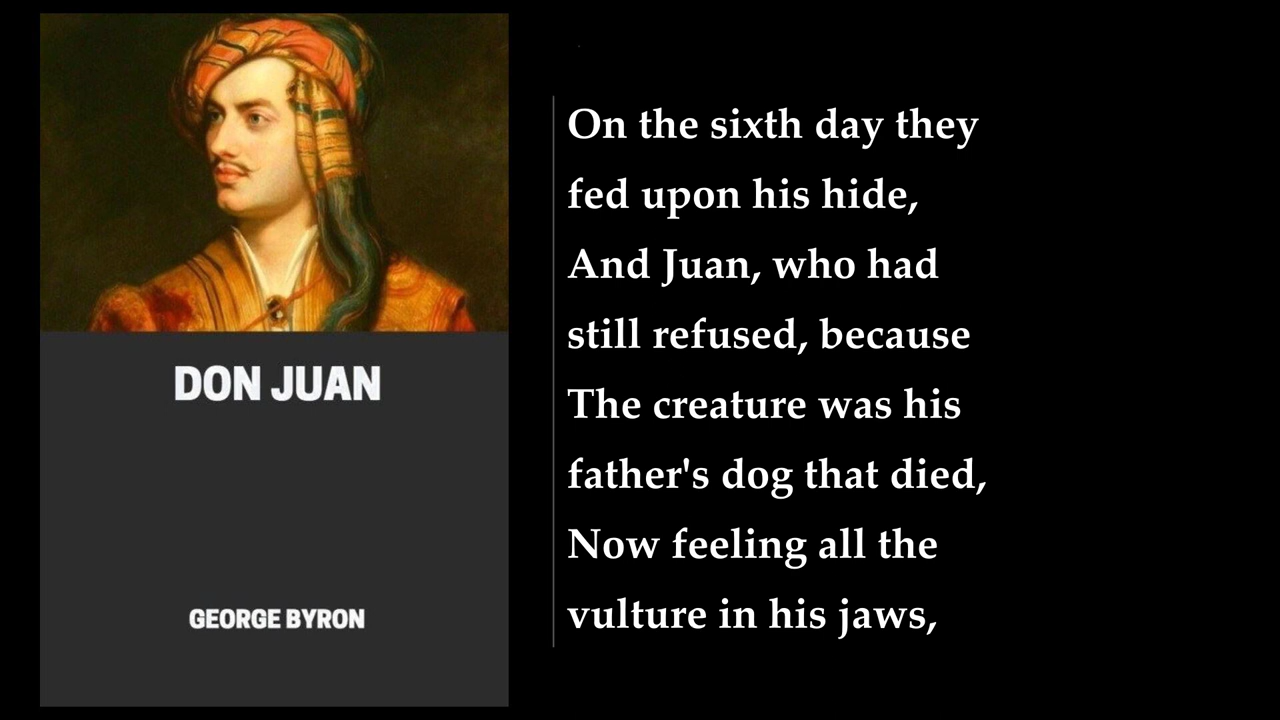 DON JUAN
GEORGE BYRON
On the sixth day they
fed upon his hide,
And Juan, who had
still refused, because
The creature was his
father's dog that died,
Now feeling all the
vulture in his jaws,